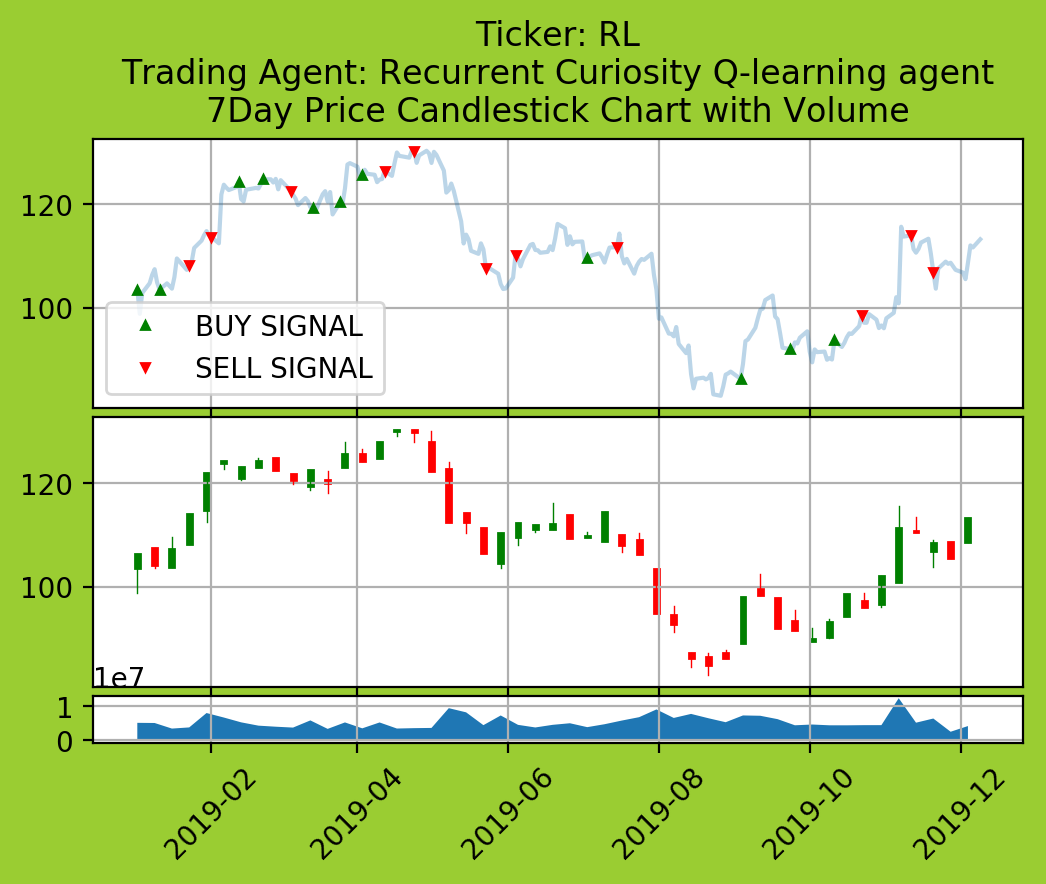 Ticker: RL
Trading Agent: Recurrent Curiosity Q-learning agent
7Day Price Candlestick Chart with Volume
120
100
BUY SIGNAL
SELL SIGNAL
120
100
1e7
1
0
2019-02
2019-04
2019-06
2019-08
2019-10
2019-12